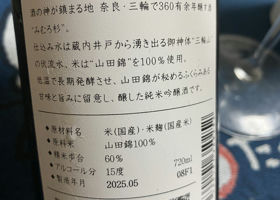 酒の神が鎮まる地 奈良・三輪で360有余年醸す
“みむろ杉”
仕込み水は蔵内井戸から湧き出る御神体“三輪山”
の伏流水、米は“山田錦”を100%使用。
低温で長期発酵させ、山田錦が秘めるふくらみある
甘味と旨みに留意し、醸した純米吟醸酒です。
●原材料名 米(国産)・米麹(国産米)
●原料米 山田錦100%
●精米歩合 60%
●アルコール分 15度
●製造年月 2025.05
720ml
08F1